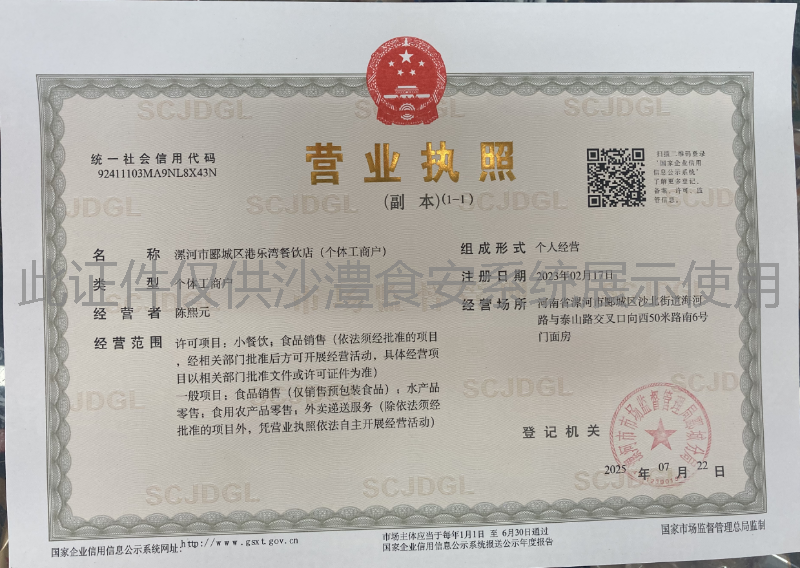 统一社会信用代码
92411103MA9NL8X43N
营业执照
(副 本)(1-1)
扫描二维码登录
“国家企业信用
信息公示系统”
了解更多登记、
备案、许可、监
管信息。
名 称 漯河市郾城区港乐湾餐饮店（个体工商户）
类 型 个体工商户
经 营 者 陈熙元
经 营 范 围 许可项目：小餐饮；食品销售（依法须经批准的项目
，经相关部门批准后方可开展经营活动，具体经营项
目以相关部门批准文件或许可证件为准）
一般项目：食品销售（仅销售预包装食品）；水产品
零售；食用农产品零售；外卖递送服务（除依法须经
批准的项目外，凭营业执照依法自主开展经营活动）
组 成 形 式 个人经营
注 册 日 期 2023年02月17日
经 营 场 所 河南省漯河市郾城区沙北街道海河
路与泰山路交叉口向西50米路南6号
门面房
此证件仅供沙澧食安系统展示使用
登 记 机 关
2025 年 07 月 22 日
SCJDGL
国家企业信用信息公示系统网址:http://www.gsxt.gov.cn
市场主体应当于每年1月1日 至 6月30日通过
国家企业信用信息公示系统报送公示年度报告
国家市场监督管理总局监制